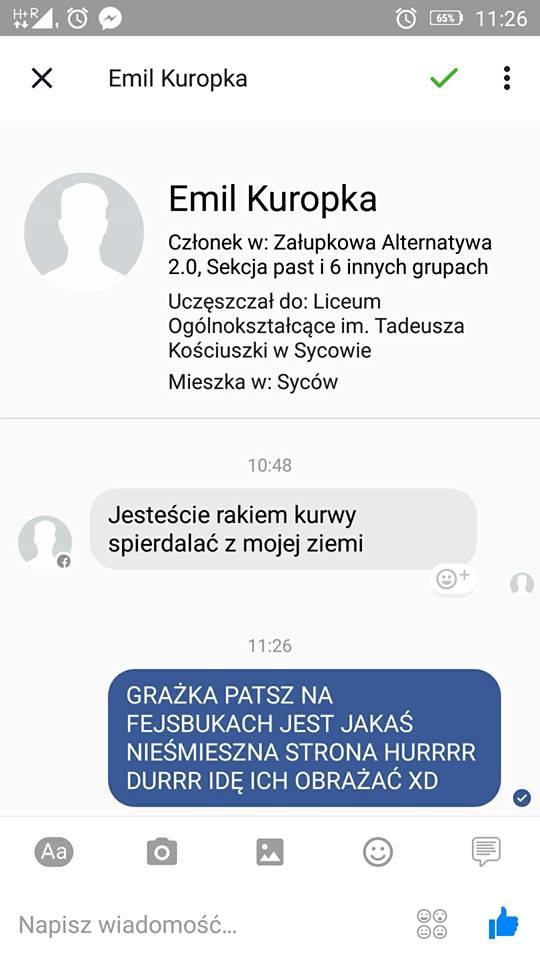 H+R
65% 11:26
Emil Kuropka
Emil Kuropka
Członek w: Załupkowa Alternatywa
2.0, Sekcja past i 6 innych grupach
Uczęszczał do: Liceum
Ogólnokształcące im. Tadeusza
Kościuszki w Sycowie
Mieszka w: Syców
10:48
Jesteście rakiem kurwy
spierdalać z mojej ziemi
11:26
GRAŻKA PATSZ NA
FEJSBUKACH JEST JAKAŚ
NIEŚMIESZNA STRONA HURRRR
DURRR IDĘ ICH OBRAŻAĆ XD
Aa
Napisz wiadomość...